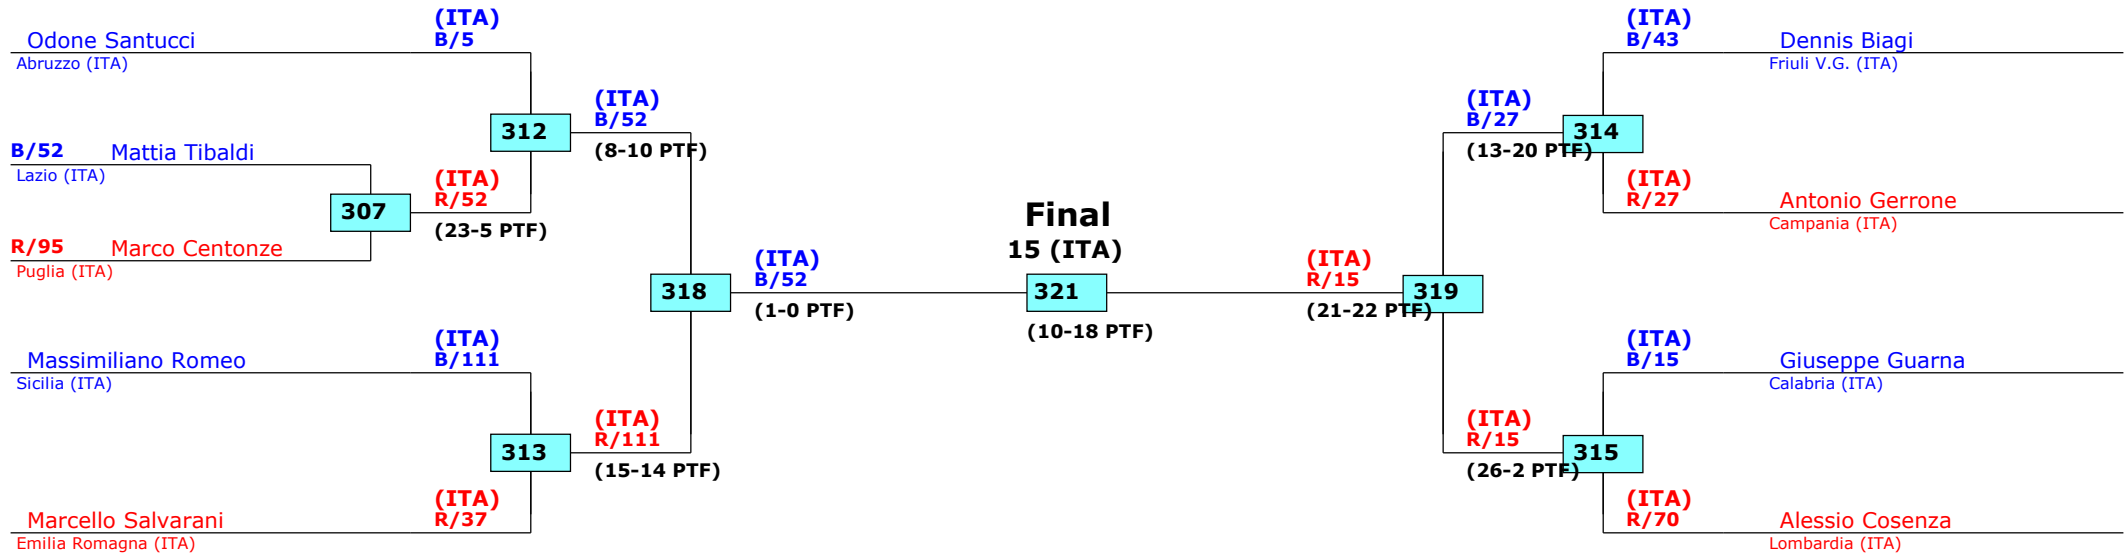 (ITA)
B/5
Odone Santucci
Abruzzo (ITA)
B/52 Mattia Tibaldi
Lazio (ITA)
R/95 Marco Centonze
Puglia (ITA)
307
(ITA)
R/52
(23-5 PTF)
312
(ITA)
B/52
(8-10 PTF)
Massimiliano Romeo
Sicilia (ITA)
(ITA)
B/111
Marcello Salvarani
Emilia Romagna (ITA)
(ITA)
R/37
313
(ITA)
R/111
(15-14 PTF)
318
(ITA)
B/52
(1-0 PTF)
Final
15 (ITA)
321
(10-18 PTF)
(ITA)
R/15
(21-22 PTF)
319
(ITA)
B/27
(13-20 PTF)
314
(ITA)
B/43
Dennis Biagi
Friuli V.G. (ITA)
(ITA)
R/27
Antonio Gerrone
Campania (ITA)
(ITA)
B/15
Giuseppe Guarna
Calabria (ITA)
(ITA)
R/15
(26-2 PTF)
315
(ITA)
R/70
Alessio Cosenza
Lombardia (ITA)